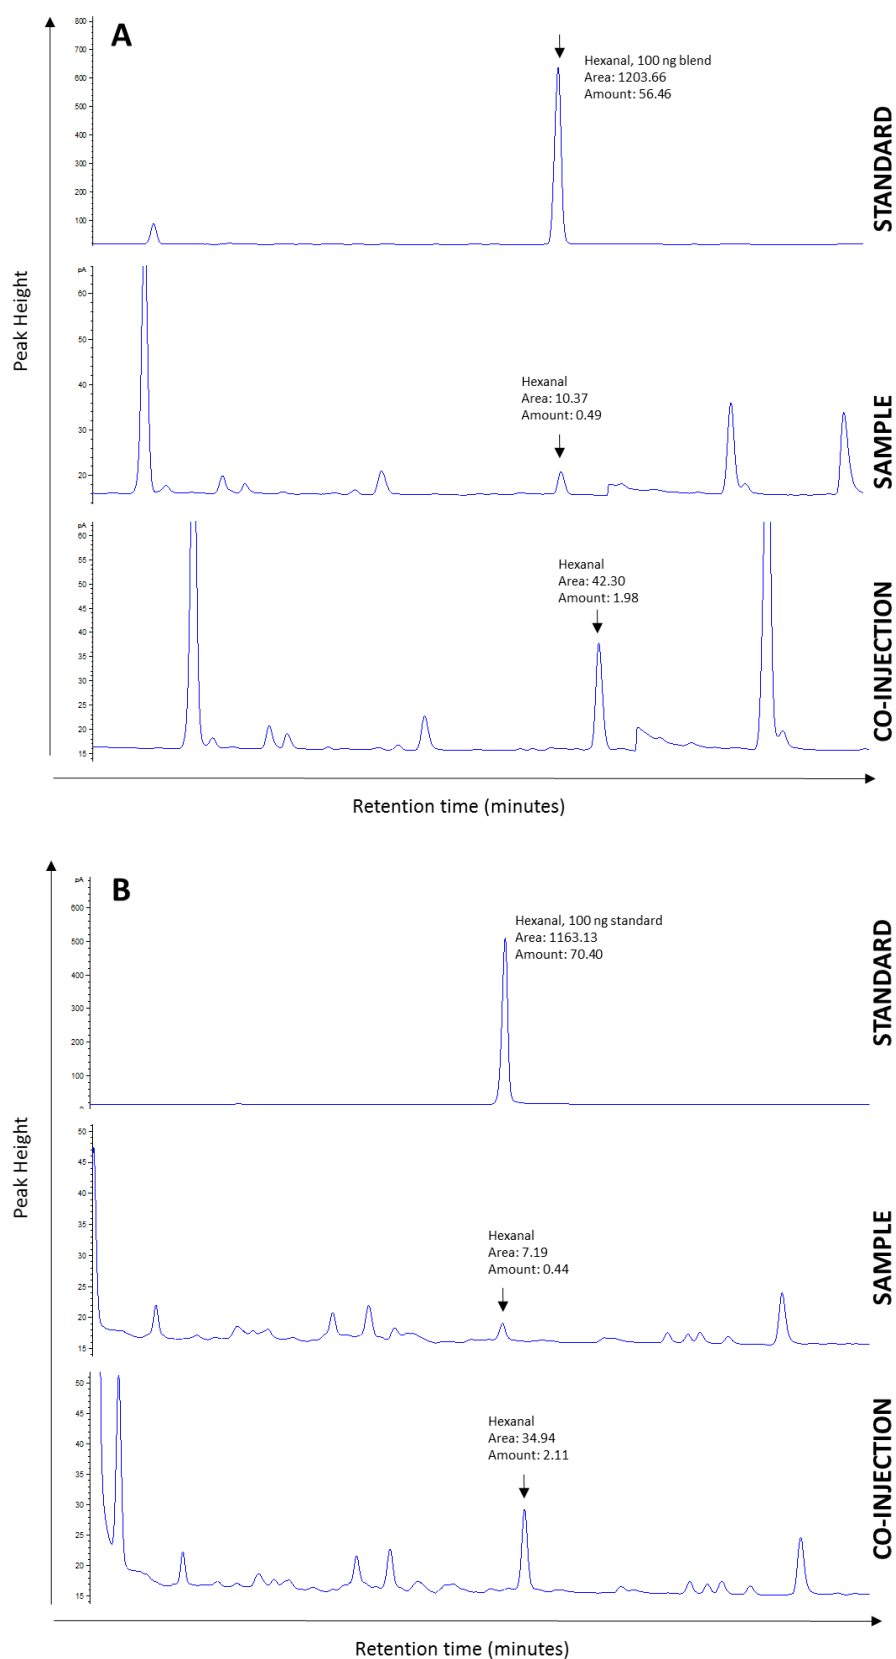 A
800
700
600
500
400
300
200
100
Hexanal, 100 ng blend
Area: 1203.66
Amount: 56.46
STANDARD
pA
60
50
40
30
20
Hexanal
Area: 10.37
Amount: 0.49
SAMPLE
pA
60
55
50
45
40
35
30
25
20
15
Hexanal
Area: 42.30
Amount: 1.98
CO-INJECTION
Peak Height
Retention time (minutes)
B
pA
600
500
400
300
200
100
Hexanal, 100 ng standard
Area: 1163.13
Amount: 70.40
STANDARD
50
45
40
35
30
25
20
15
Hexanal
Area: 7.19
Amount: 0.44
SAMPLE
50
45
40
35
30
25
20
15
Hexanal
Area: 34.94
Amount: 2.11
CO-INJECTION
Peak Height
Retention time (minutes)